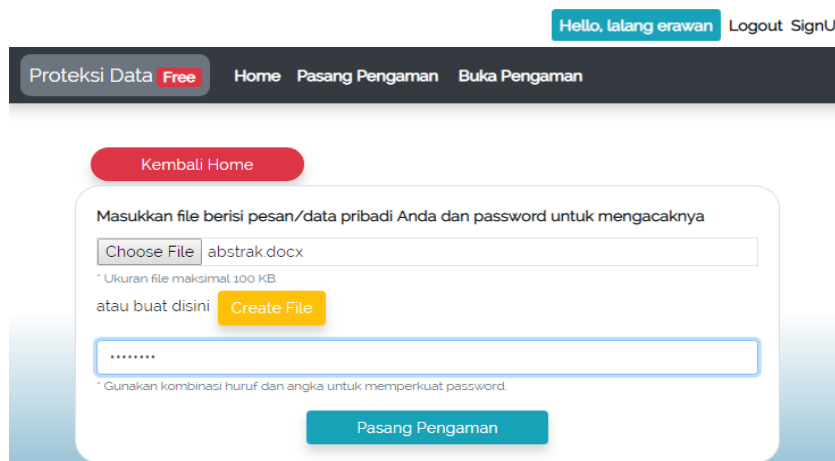 Hello, lalang erawan Logout SignU
Proteksi Data Free Home Pasang Pengaman Buka Pengaman
Kembali Home
Masukkan file berisi pesan/data pribadi Anda dan password untuk mengacaknya
Choose File abstrak.docx
* Ukuran file maksimal 100 KB.
atau buat disini Create File
••••••••
* Gunakan kombinasi huruf dan angka untuk memperkuat password.
Pasang Pengaman